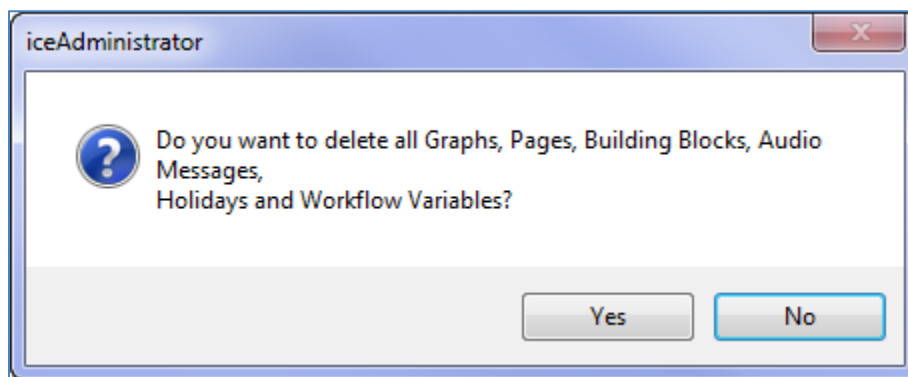 iceAdministrator
Do you want to delete all Graphs, Pages, Building Blocks, Audio
Messages,
Holidays and Workflow Variables?
Yes
No